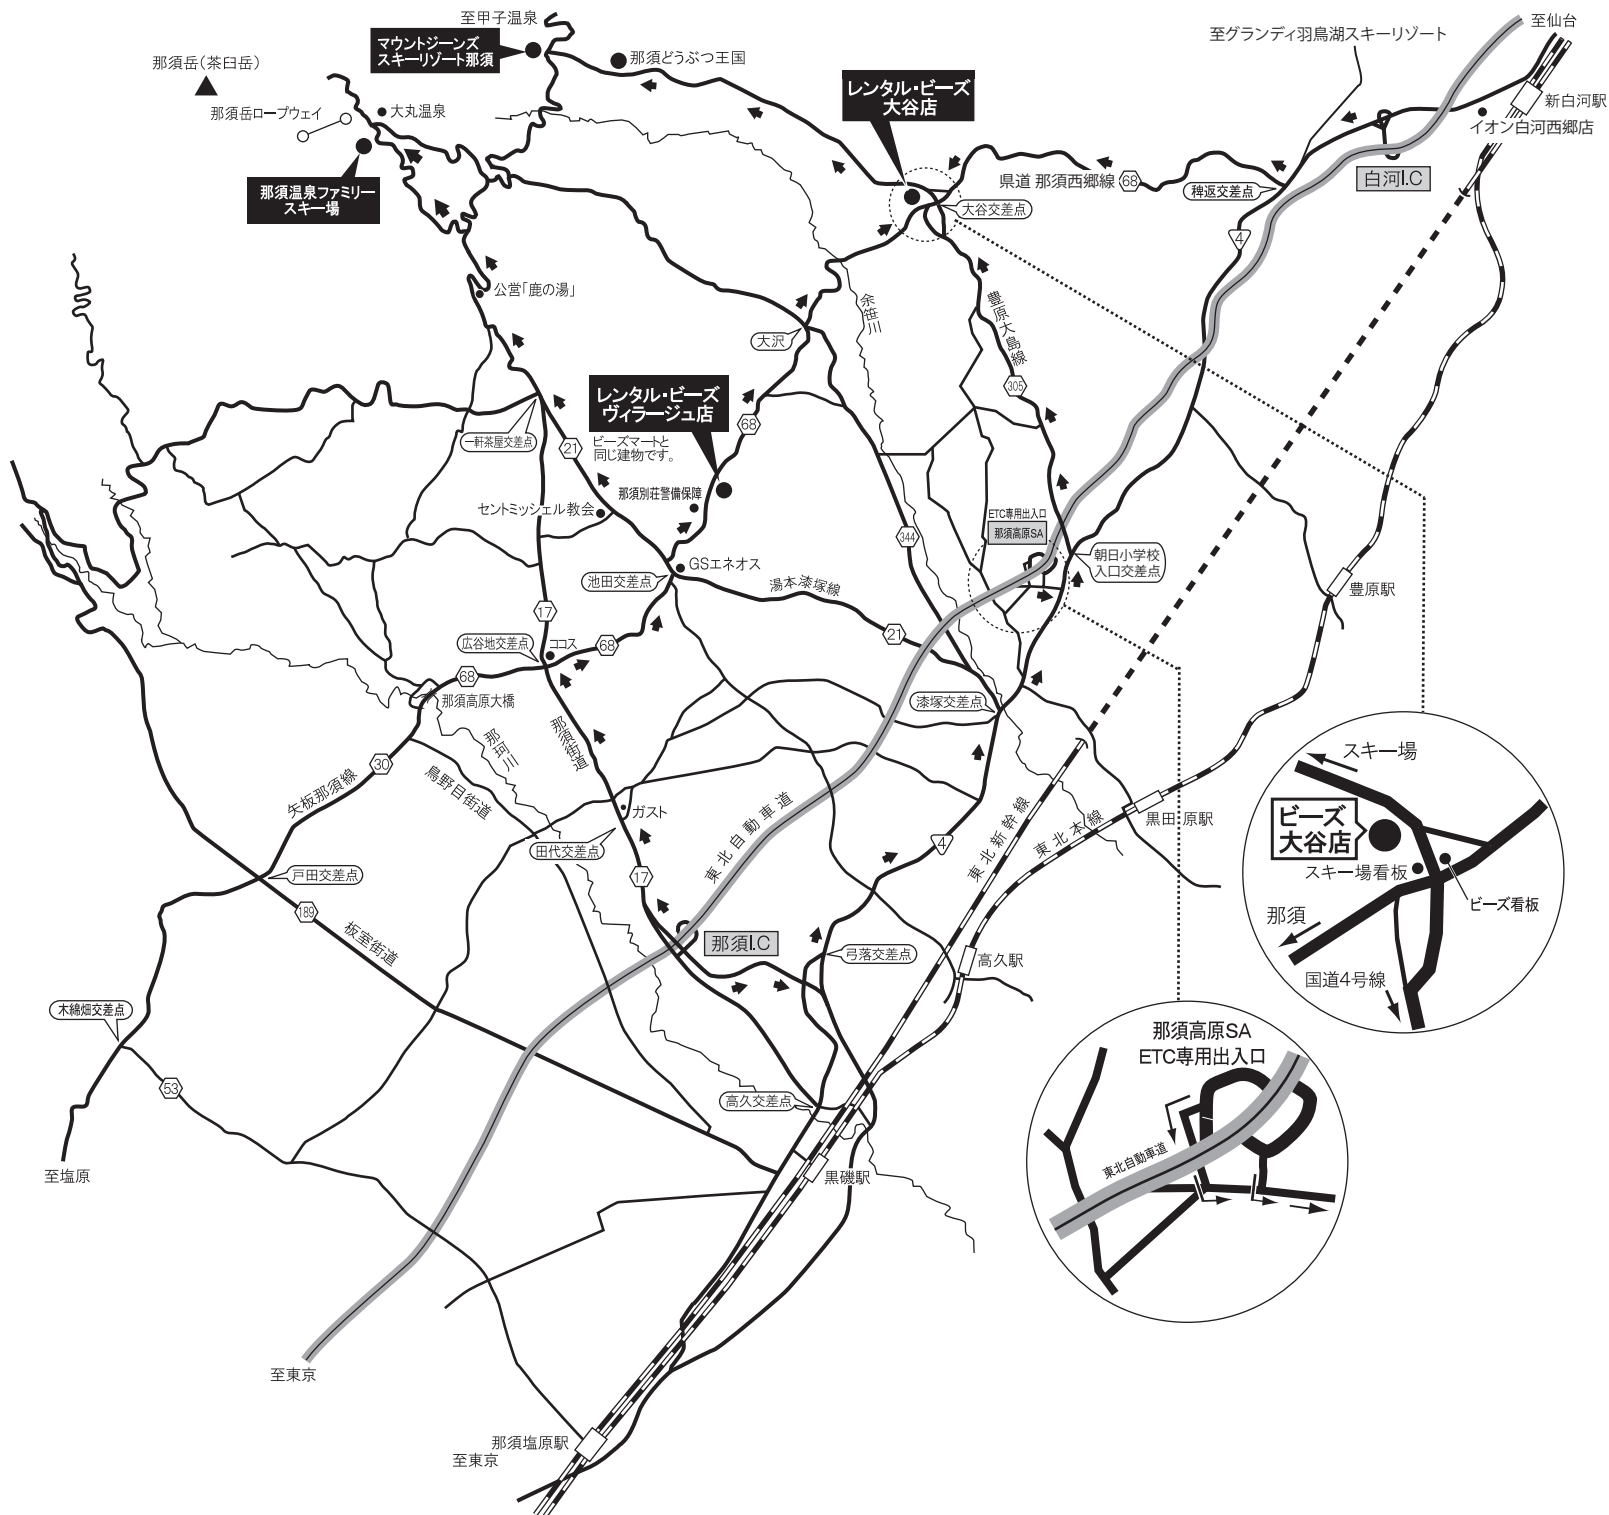 至甲子温泉
マウントジーンズ
スキーリゾート那須
那須どうぶつ王国
那須岳(茶臼岳)
那須岳ロープウェイ
大丸温泉
那須温泉ファミリー
スキー場
レンタル・ビーズ
大谷店
至グランディ羽鳥湖スキーリゾート
至仙台
新白河駅
イオン白河西郷店
白河I.C
稗返交差点
県道 那須西郷線
68
大谷交差点
4
公営「鹿の湯」
余笹川
豊原大島線
大沢
305
レンタル・ビーズ
ヴィラージュ店
ビーズマートと
同じ建物です。
68
一軒茶屋交差点
21
那須別荘警備保障
セントミッシェル教会
344
ETC専用出入口
那須高原SA
朝日小学校
入口交差点
GSエネオス
池田交差点
湯本漆塚線
豊原駅
17
21
広谷地交差点
ココス
68
68
那須高原大橋
漆塚交差点
那珂川
那須街道
30
矢板那須線
鳥野目街道
ガスト
田代交差点
東北自動車道
4
東北新幹線
東北本線
黒田原駅
戸田交差点
17
189
板室街道
那須I.C
弓落交差点
高久駅
木綿畑交差点
53
高久交差点
至塩原
黒磯駅
至東京
那須塩原駅
至東京
スキー場
ビーズ
大谷店
スキー場看板
ビーズ看板
那須
国道4号線
那須高原SA
ETC専用出入口
東北自動車道